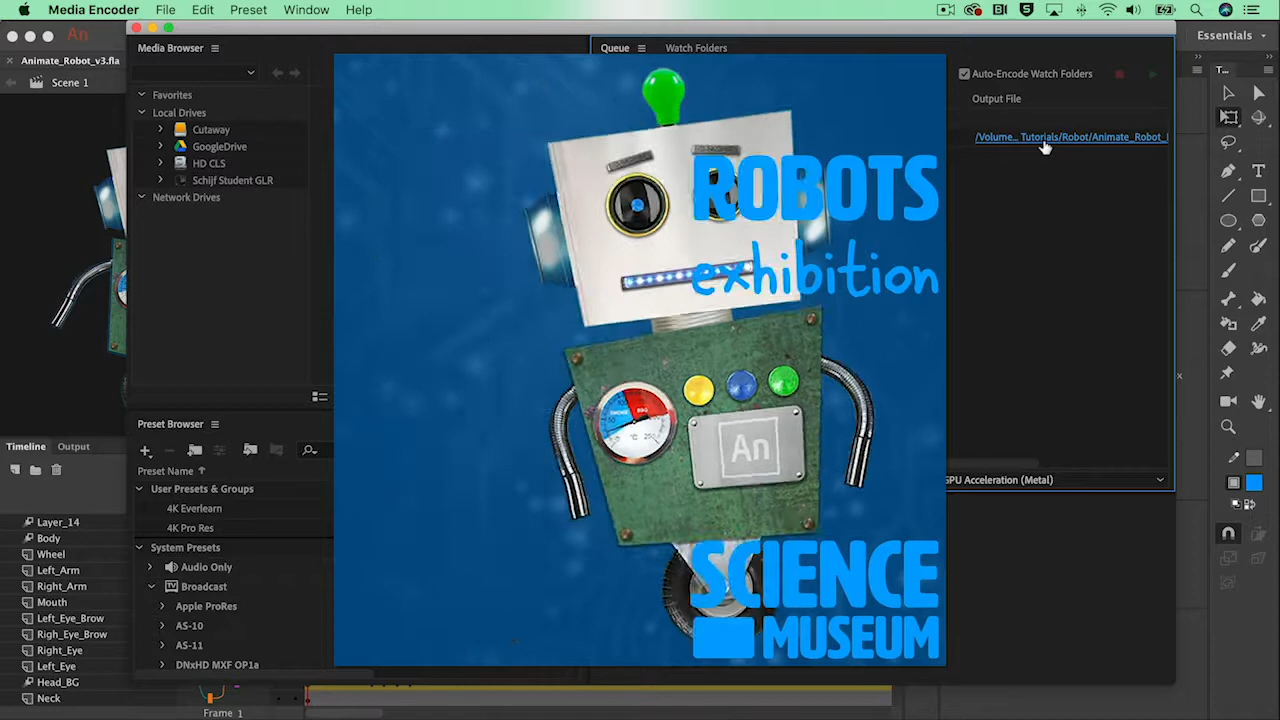 Media Encoder File Edit Preset Window Help
An
Essentials
Animate_Robot_v3.fla
Scene 1
Media Browser
Queue
Watch Folders
Auto-Encode Watch Folders
Output File
/Volume... Tutorials/Robot/Animate_Robot_
Favorites
Local Drives
Cutaway
GoogleDrive
HD CLS
Schijf Student GLR
Network Drives
ROBOTS
exhibition
An
SCIENCE
MUSEUM
GPU Acceleration (Metal)
Preset Browser
Preset Name
User Presets & Groups
4K Everlearn
4K Pro Res
System Presets
Audio Only
Broadcast
Apple ProRes
AS-10
AS-11
DNxHD MXF OP1a
Timeline
Output
Layer_14
Body
Wheel
Left_Arm
Right_Arm
Mouth
Left_Eye_Brow
Righ_Eye_Brow
Right_Eye
Left_Eye
Head_BG
Neck
Frame 1